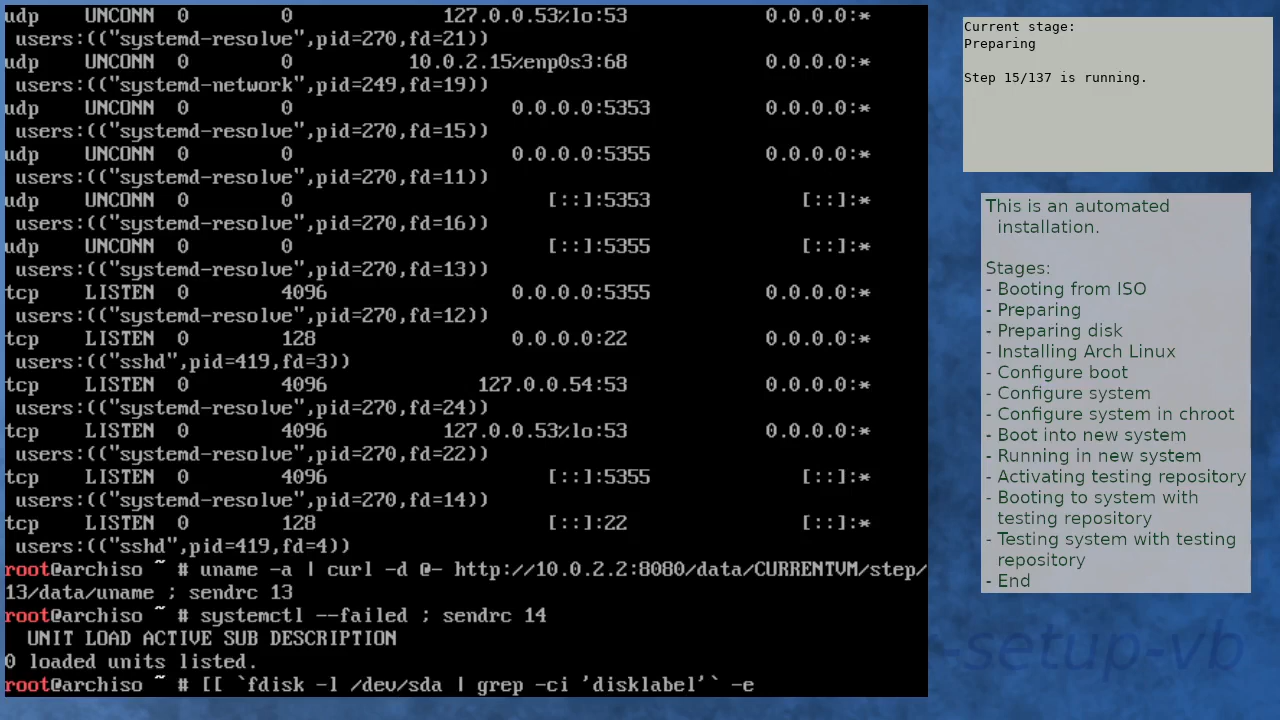 udp    UNCONN  0        0             127.0.0.53%lo:53            0.0.0.0:*
 users:(("systemd-resolve",pid=270,fd=21))
udp    UNCONN  0        0          10.0.2.15%enp0s3:68            0.0.0.0:*
 users:(("systemd-network",pid=249,fd=19))
udp    UNCONN  0        0                   0.0.0.0:5353          0.0.0.0:*
 users:(("systemd-resolve",pid=270,fd=15))
udp    UNCONN  0        0                   0.0.0.0:5355          0.0.0.0:*
 users:(("systemd-resolve",pid=270,fd=11))
udp    UNCONN  0        0                      [::]:5353             [::]:*
 users:(("systemd-resolve",pid=270,fd=16))
udp    UNCONN  0        0                      [::]:5355             [::]:*
 users:(("systemd-resolve",pid=270,fd=13))
tcp    LISTEN  0        4096                0.0.0.0:5355          0.0.0.0:*
 users:(("systemd-resolve",pid=270,fd=12))
tcp    LISTEN  0        128                 0.0.0.0:22            0.0.0.0:*
 users:(("sshd",pid=419,fd=3))
tcp    LISTEN  0        4096             127.0.0.54:53            0.0.0.0:*
 users:(("systemd-resolve",pid=270,fd=24))
tcp    LISTEN  0        4096          127.0.0.53%lo:53            0.0.0.0:*
 users:(("systemd-resolve",pid=270,fd=22))
tcp    LISTEN  0        4096                   [::]:5355             [::]:*
 users:(("systemd-resolve",pid=270,fd=14))
tcp    LISTEN  0        128                    [::]:22               [::]:*
 users:(("sshd",pid=419,fd=4))
root@archiso ~ # uname -a | curl -d @- http://10.0.2.2:8080/data/CURRENTVM/step/
13/data/uname ; sendrc 13
root@archiso ~ # systemctl --failed ; sendrc 14
  UNIT LOAD ACTIVE SUB DESCRIPTION
0 loaded units listed.
root@archiso ~ # [[ `fdisk -l /dev/sda | grep -ci 'disklabel'` -e
Current stage:
Preparing
Step 15/137 is running.
This is an automated
installation.
Stages:
- Booting from ISO
- Preparing
- Preparing disk
- Installing Arch Linux
- Configure boot
- Configure system
- Configure system in chroot
- Boot into new system
- Running in new system
- Activating testing repository
- Booting to system with
testing repository
- Testing system with testing
repository
- End
-setup-vb